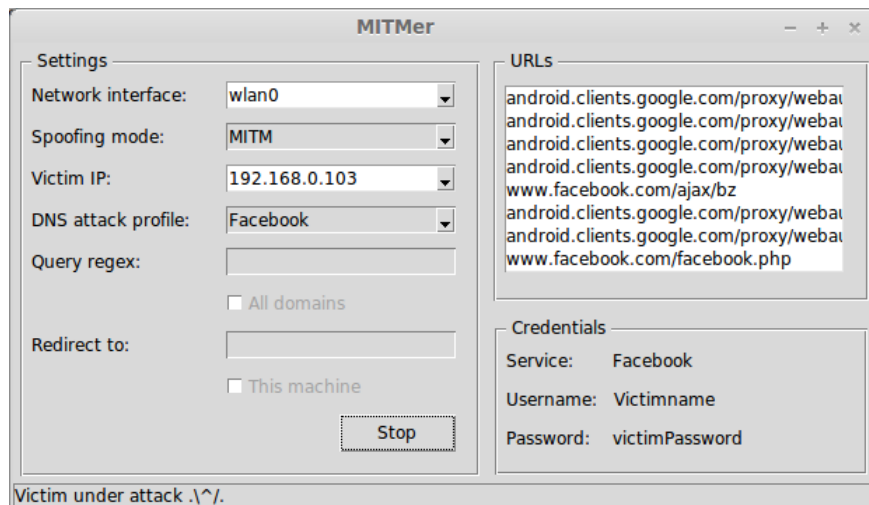 MITMer
Settings
Network interface: wlan0
Spoofing mode: MITM
Victim IP: 192.168.0.103
DNS attack profile: Facebook
Query regex:
All domains
Redirect to:
This machine
Stop
URLs
android.clients.google.com/proxy/webau
android.clients.google.com/proxy/webau
android.clients.google.com/proxy/webau
android.clients.google.com/proxy/webau
www.facebook.com/ajax/bz
android.clients.google.com/proxy/webau
android.clients.google.com/proxy/webau
www.facebook.com/facebook.php
Credentials
Service: Facebook
Username: Victimname
Password: victimPassword
Victim under attack .\^/.